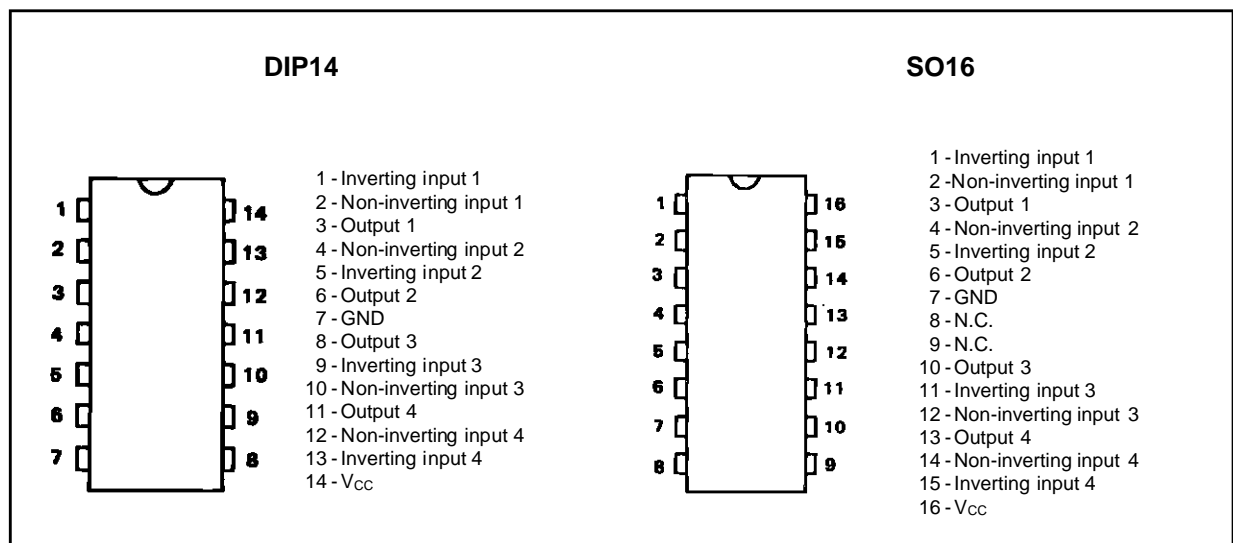 DIP14
1
2
3
4
5
6
7
14
13
12
11
10
9
8
1 - Inverting input 1
2 - Non-inverting input 1
3 - Output 1
4 - Non-inverting input 2
5 - Inverting input 2
6 - Output 2
7 - GND
8 - Output 3
9 - Inverting input 3
10 - Non-inverting input 3
11 - Output 4
12 - Non-inverting input 4
13 - Inverting input 4
14 - VCC
SO16
1
2
3
4
5
6
7
8
16
15
14
13
12
11
10
9
1 - Inverting input 1
2 - Non-inverting input 1
3 - Output 1
4 - Non-inverting input 2
5 - Inverting input 2
6 - Output 2
7 - GND
8 - N.C.
9 - N.C.
10 - Output 3
11 - Inverting input 3
12 - Non-inverting input 3
13 - Output 4
14 - Non-inverting input 4
15 - Inverting input 4
16 - VCC